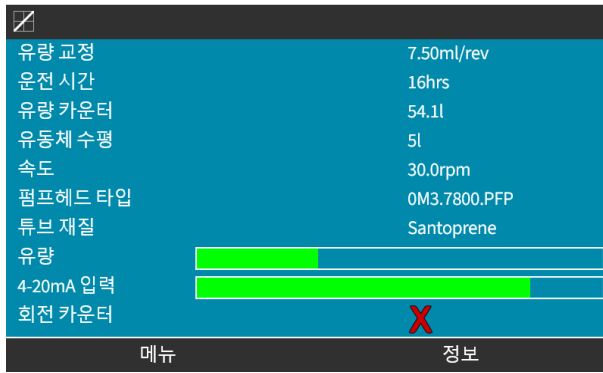 유량 교정 7.50ml/rev
운전 시간 16hrs
유량 카운터 54.1l
유동체 수평 5l
속도 30.0rpm
펌프헤드 타입 0M3.7800.PFP
튜브 재질 Santoprene
유량
4-20mA 입력
회전 카운터
메뉴 정보